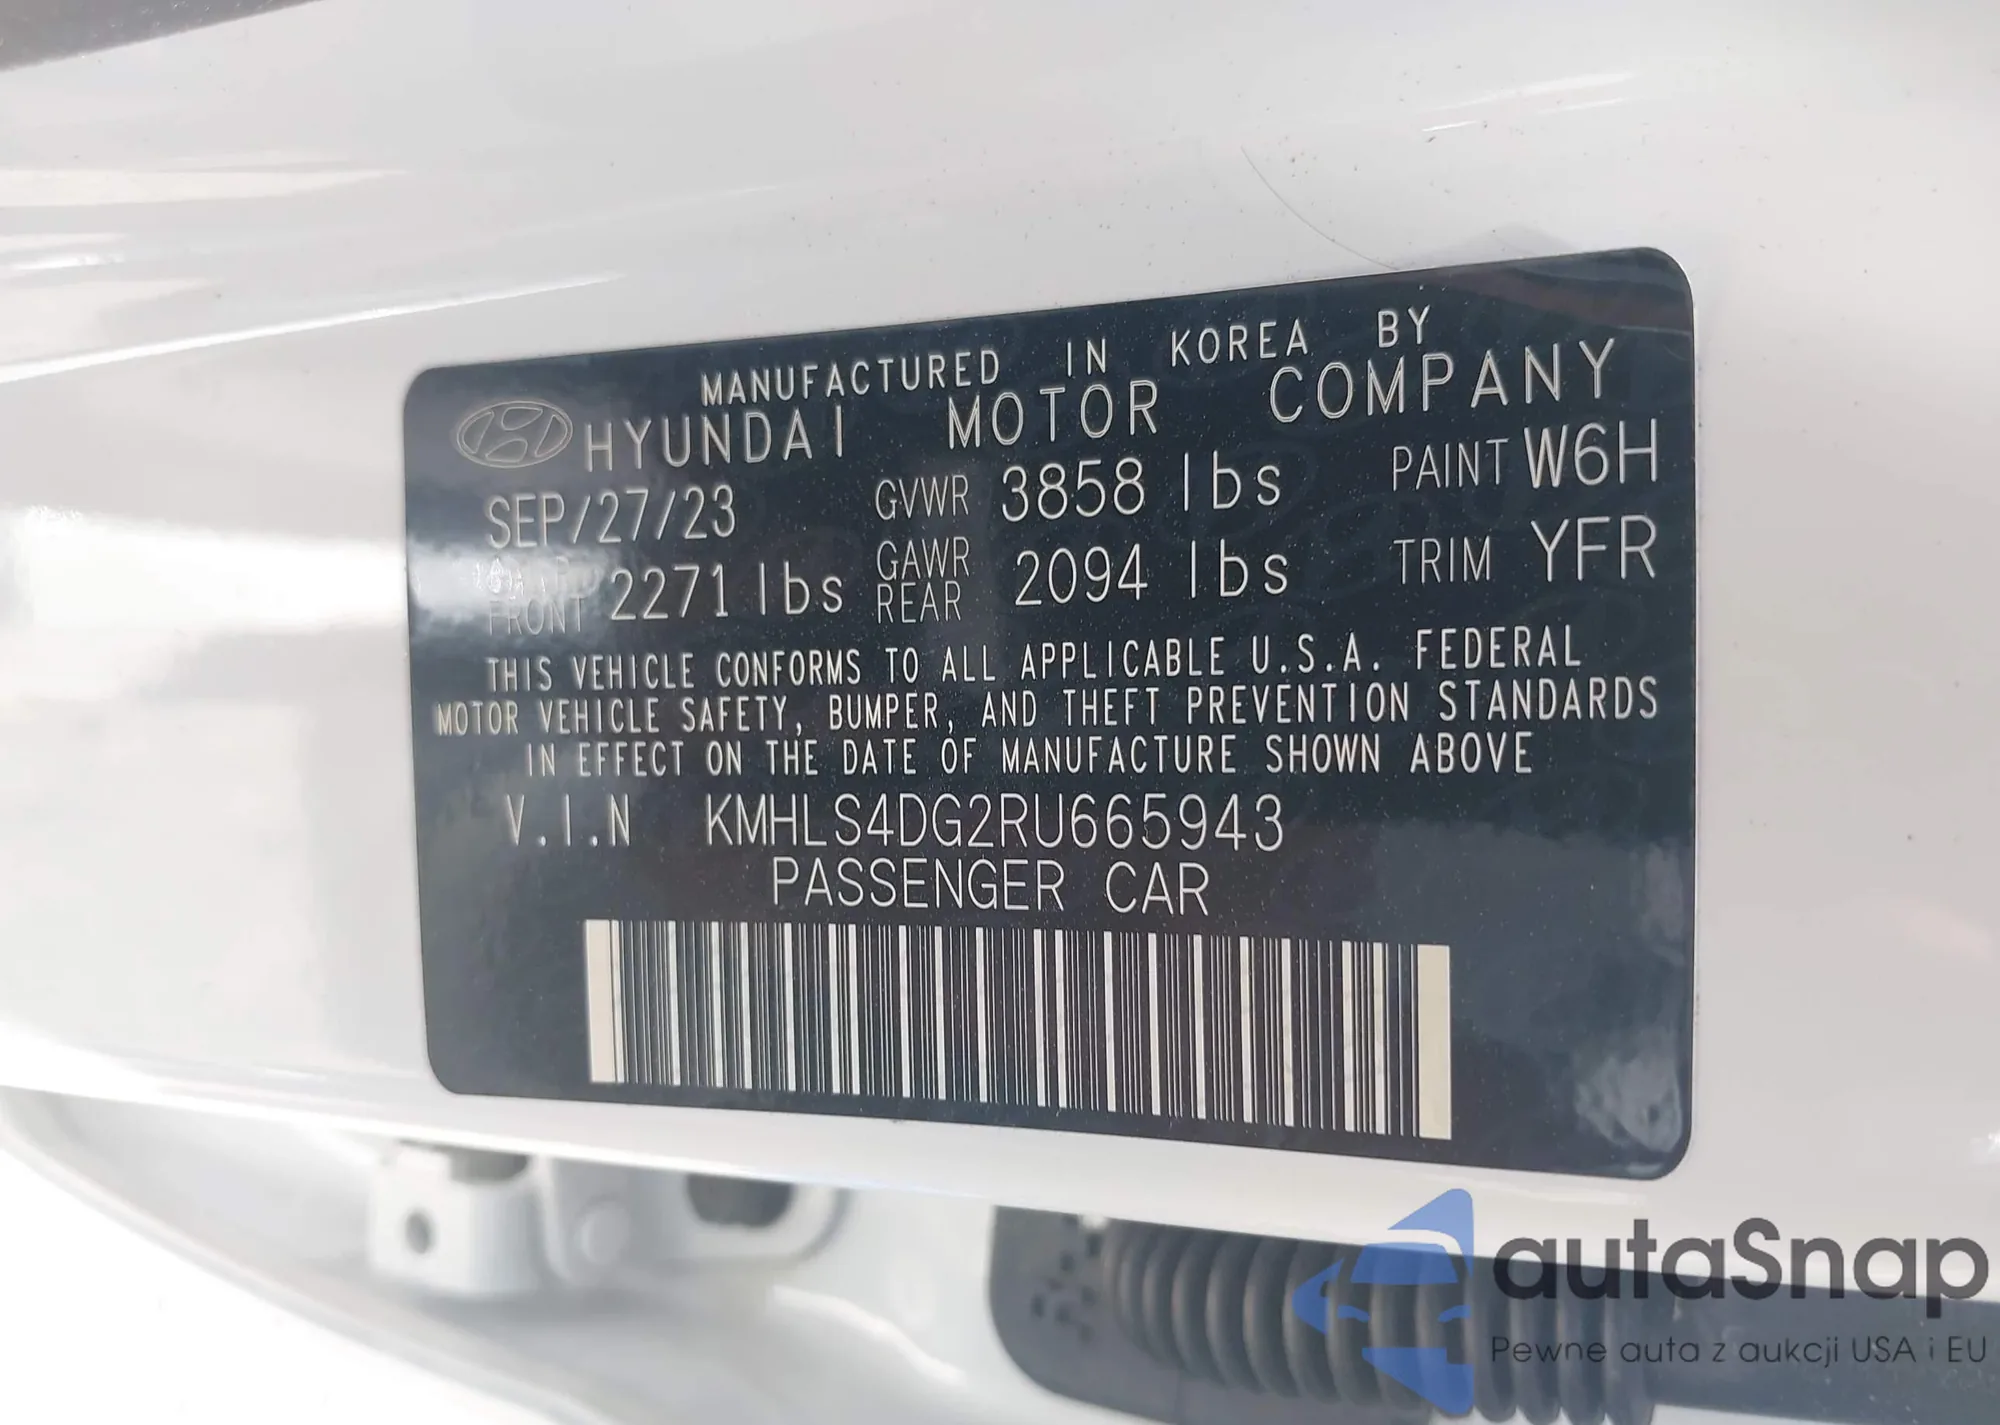 MANUFACTURED IN KOREA BY
HYUNDAI MOTOR COMPANY
SEP/27/23 GVWR 3858 lbs PAINT W6H
FRONT 2271 lbs GAWR REAR 2094 lbs TRIM YFR
THIS VEHICLE CONFORMS TO ALL APPLICABLE U.S.A. FEDERAL
MOTOR VEHICLE SAFETY, BUMPER, AND THEFT PREVENTION STANDARDS
IN EFFECT ON THE DATE OF MANUFACTURE SHOWN ABOVE
V.I.N KMHLS4DG2RU665943
PASSENGER CAR
autaSnap
Pewne auta z aukcji USA i EU